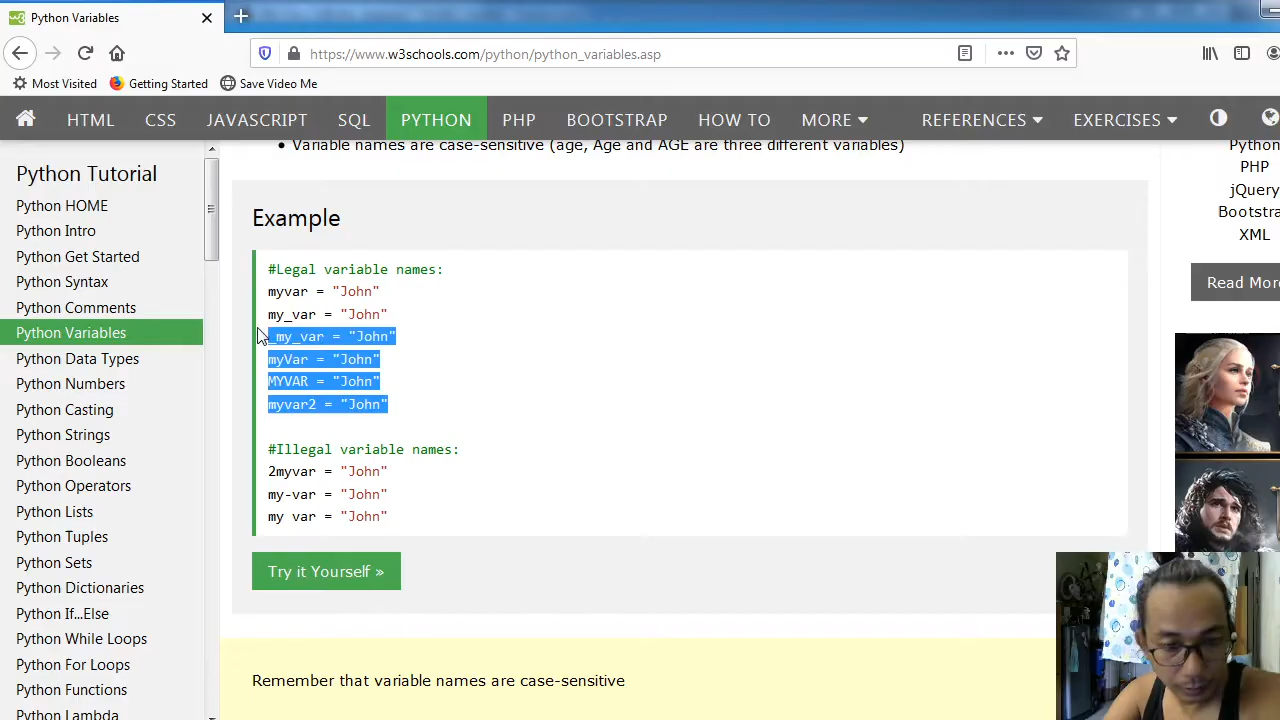 Python Variables
https://www.w3schools.com/python/python_variables.asp
Most Visited
Getting Started
Save Video Me
HTML
CSS
JAVASCRIPT
SQL
PYTHON
PHP
BOOTSTRAP
HOW TO
MORE
REFERENCES
EXERCISES
Python Tutorial
Python HOME
Python Intro
Python Get Started
Python Syntax
Python Comments
Python Variables
Python Data Types
Python Numbers
Python Casting
Python Strings
Python Booleans
Python Operators
Python Lists
Python Tuples
Python Sets
Python Dictionaries
Python If...Else
Python While Loops
Python For Loops
Python Functions
Python Lambda
Variable names are case-sensitive (age, Age and AGE are three different variables)
Example
#Legal variable names:
myvar = "John"
my_var = "John"
_my_var = "John"
myVar = "John"
MYVAR = "John"
myvar2 = "John"
#Illegal variable names:
2myvar = "John"
my-var = "John"
my var = "John"
Try it Yourself »
Remember that variable names are case-sensitive
Python
PHP
jQuery
Bootstra
XML
Read Mor